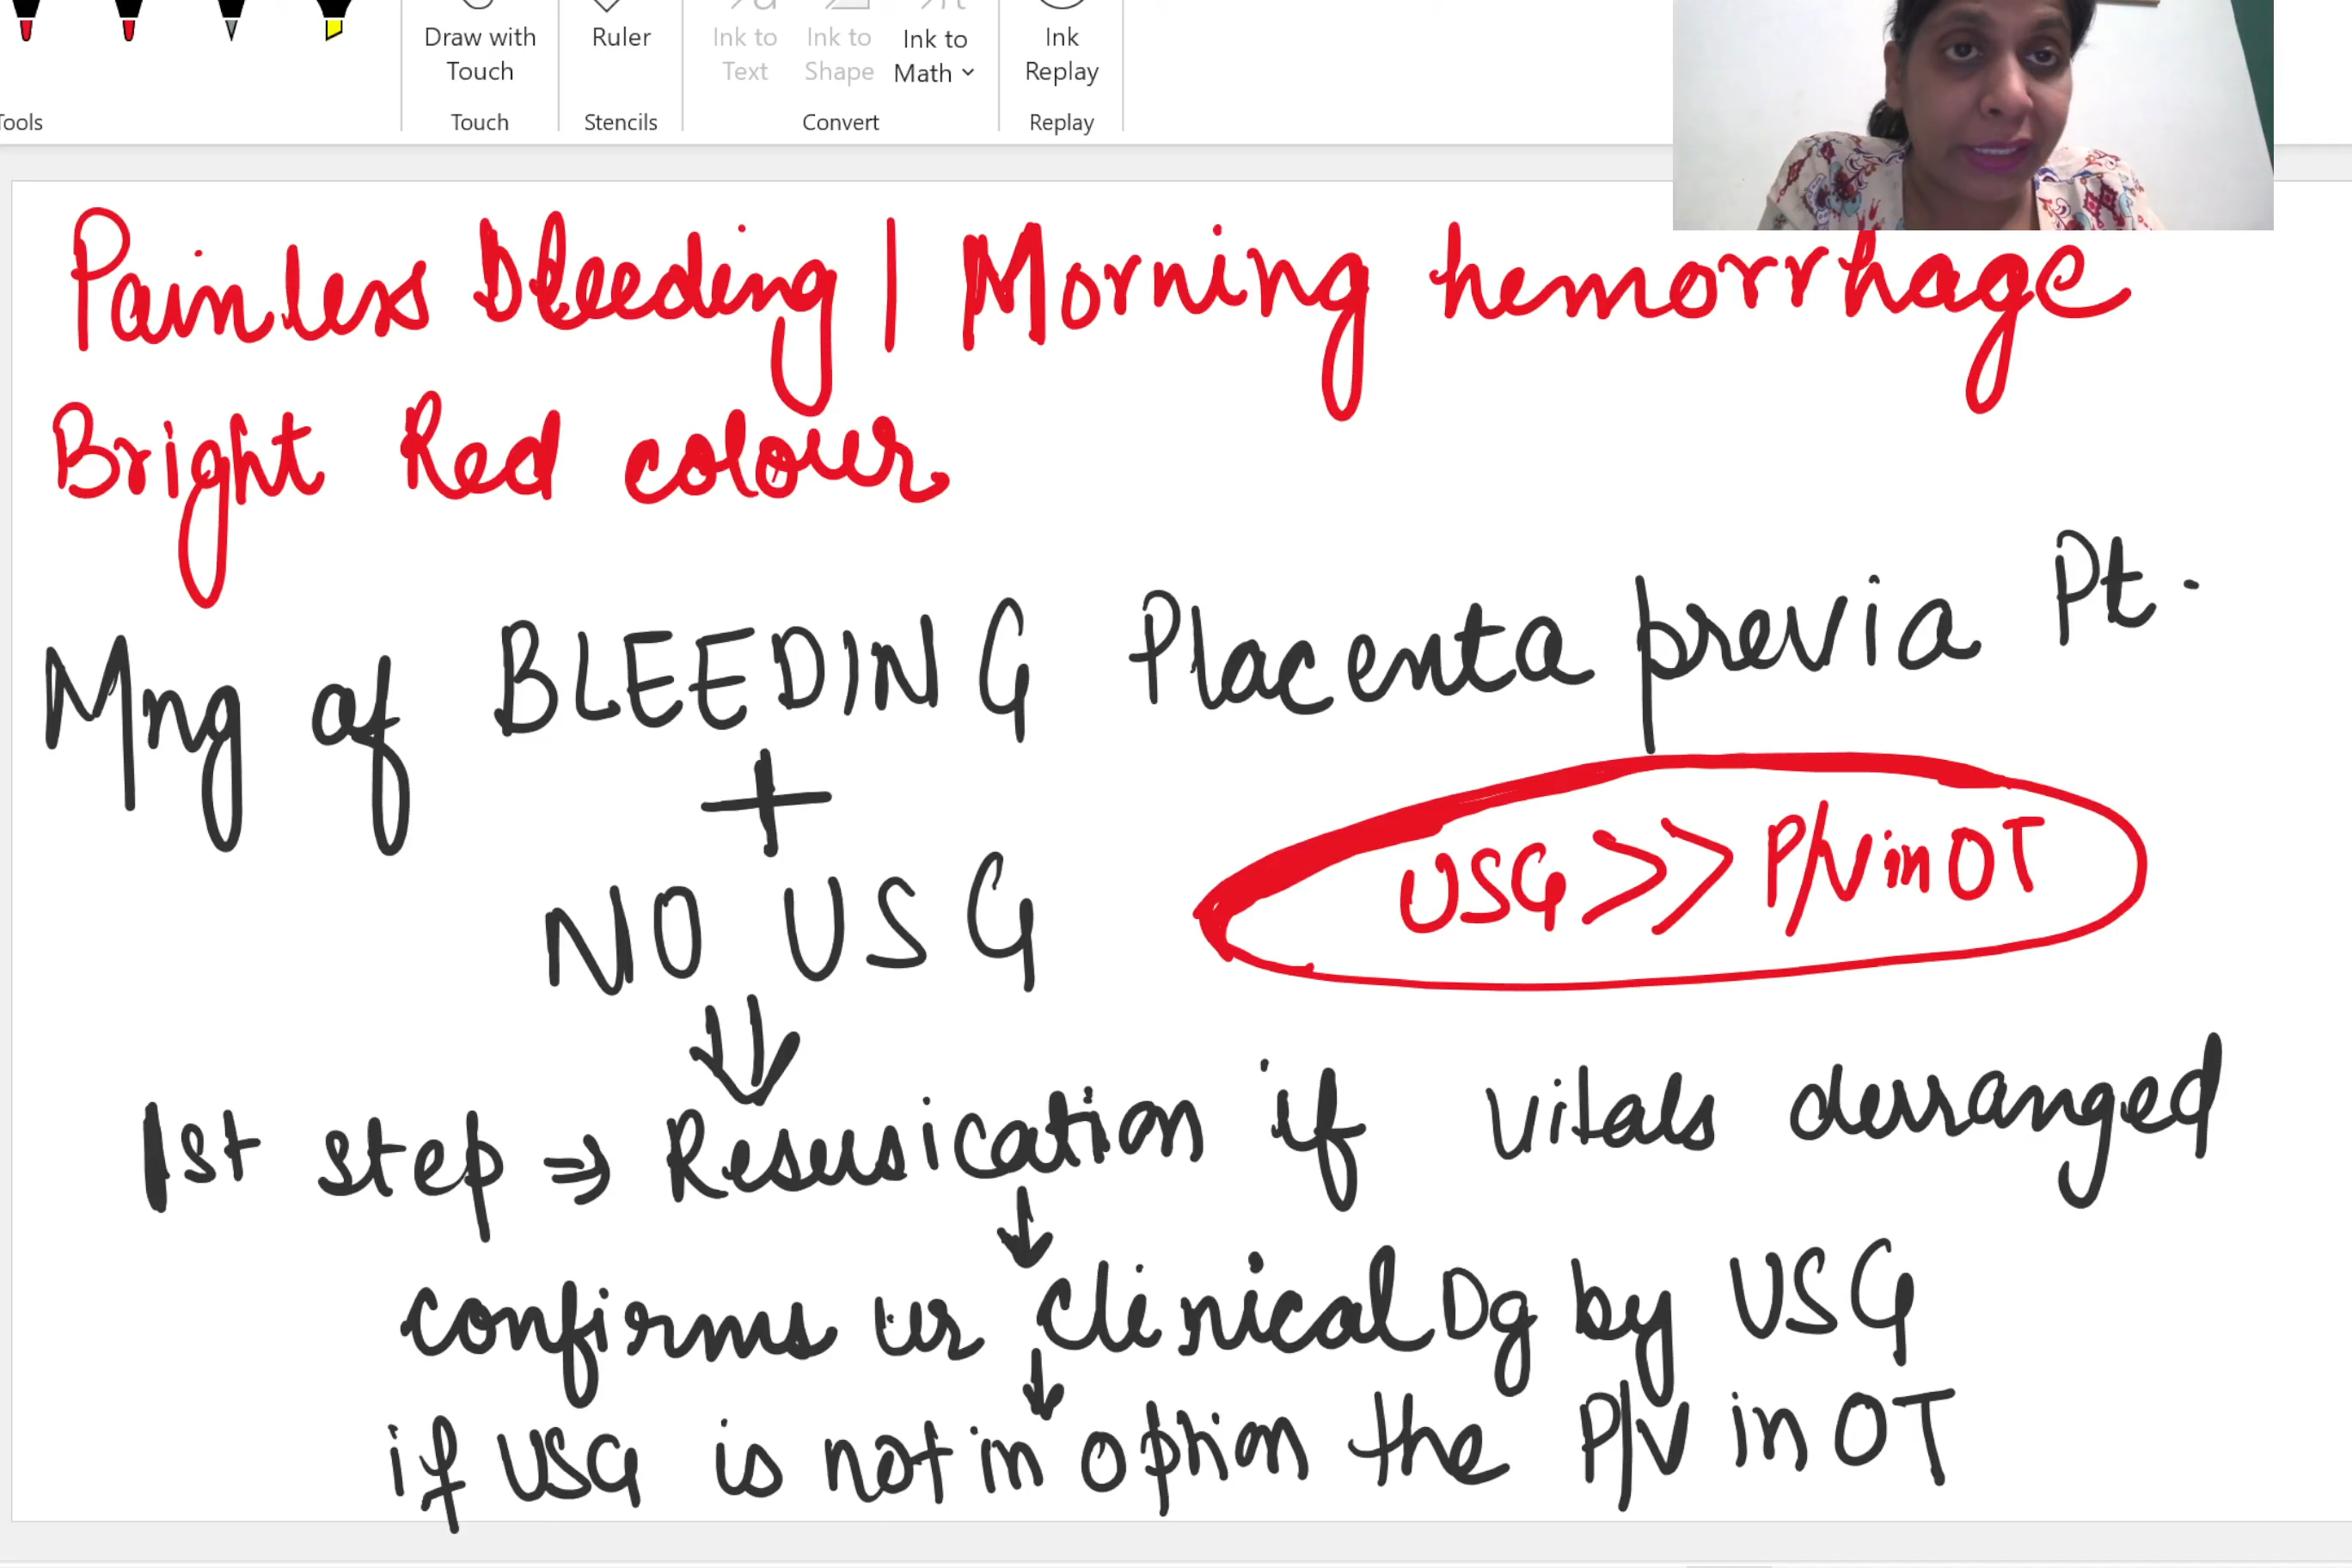 Draw with Touch
Ruler
Ink to Text
Ink to Shape
Ink to Math
Ink Replay
Tools
Touch
Stencils
Convert
Replay
Painless bleeding | Morning hemorrhage
Bright Red colour
Mng of BLEEDING Placenta previa Pt.
+
NO USG
USG >> P/V in OT
1st step ⇒ Resusication if vitals derranged
confirms ur clinical Dg by USG
if USG is not in option the P/V in OT